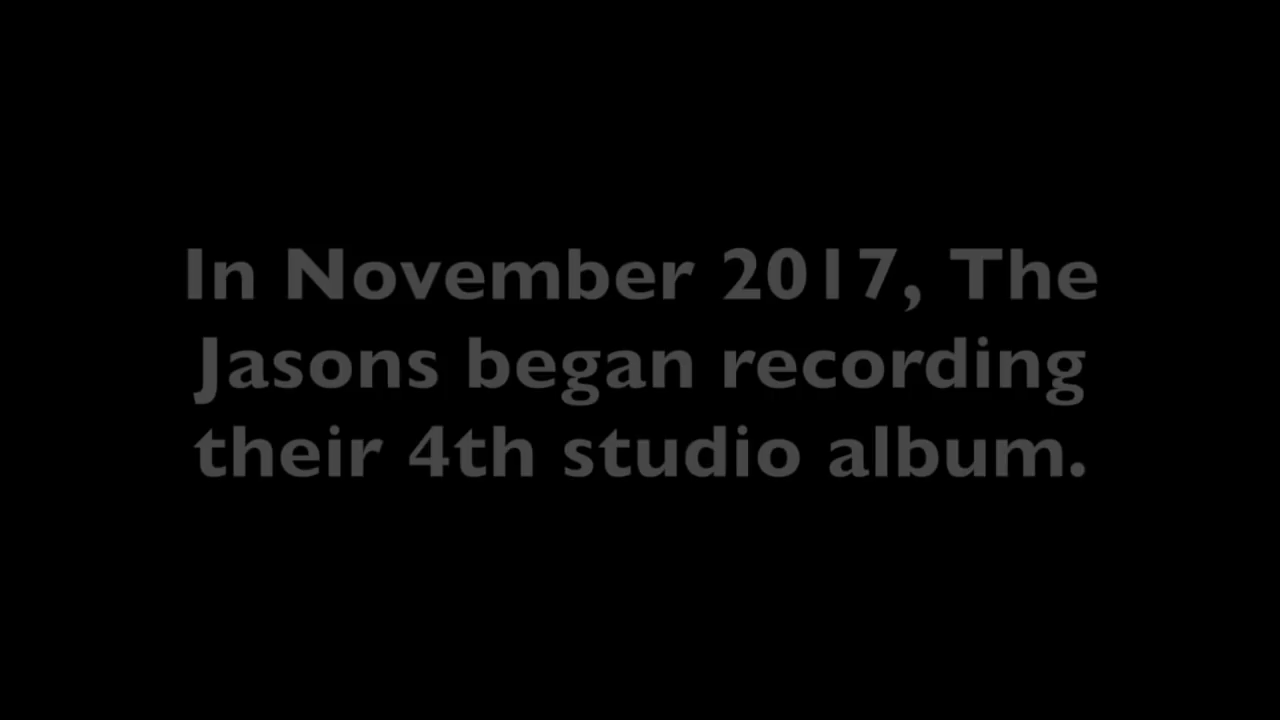 In November 2017, The
Jasons began recording
their 4th studio album.